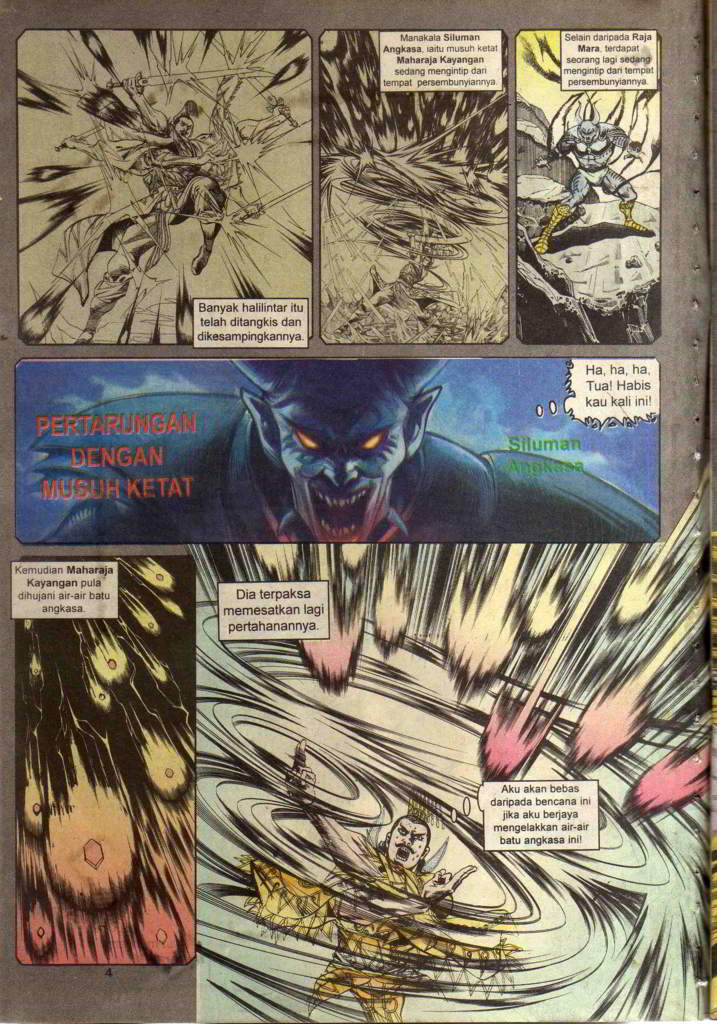 Banyak halilintar itu
telah ditangkis dan
dikesampingkannya.
Manakala Siluman
Angkasa, iaitu musuh ketat
Maharaja Kayangan
sedang mengintip dari
tempat persembunyiannya.
Selain daripada Raja
Mara, terdapat
seorang lagi sedang
mengintip dari tempat
persembunyiannya.
PERTARUNGAN
DENGAN
MUSUH KETAT
Ha, ha, ha,
Tua! Habis
kau kali ini!
Siluman
Angkasa
Kemudian Maharaja
Kayangan pula
dihujani air-air batu
angkasa.
Dia terpaksa
memesatkan lagi
pertahanannya.
Aku akan bebas
daripada bencana ini
jika aku berjaya
mengelakkan air-air
batu angkasa ini!
4